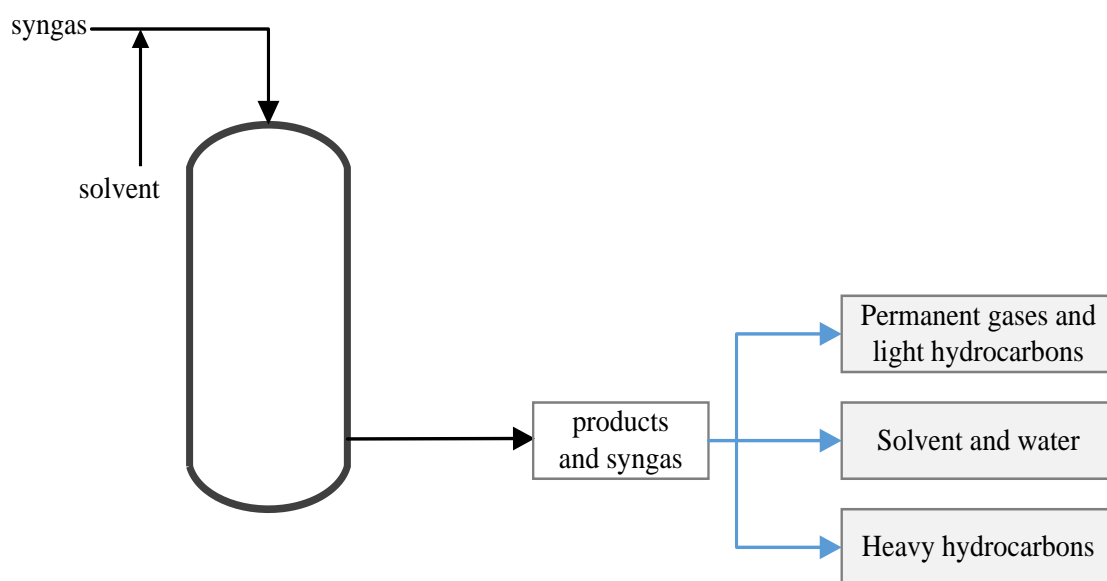 syngas
solvent
Permanent gases and
light hydrocarbons
products
and syngas
Solvent and water
Heavy hydrocarbons